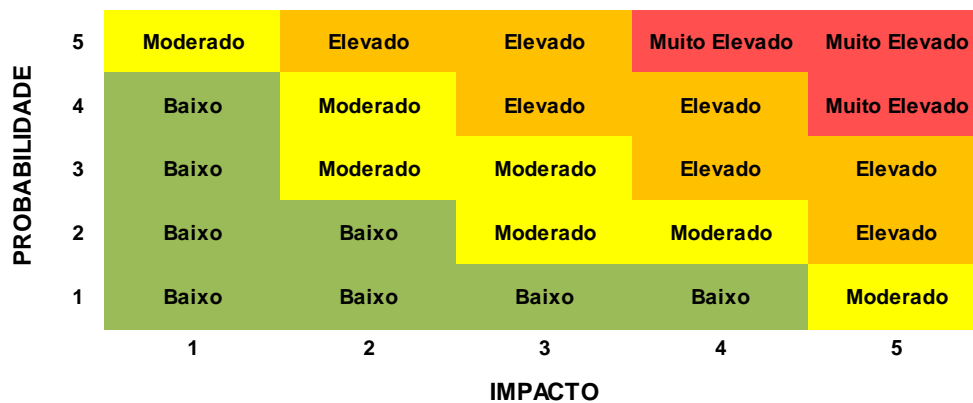 PROBABILIDADE
5 Moderado Elevado Elevado Muito Elevado Muito Elevado
4 Baixo Moderado Elevado Elevado Muito Elevado
3 Baixo Moderado Moderado Elevado Elevado
2 Baixo Baixo Moderado Moderado Elevado
1 Baixo Baixo Baixo Baixo Moderado
1 2 3 4 5
IMPACTO